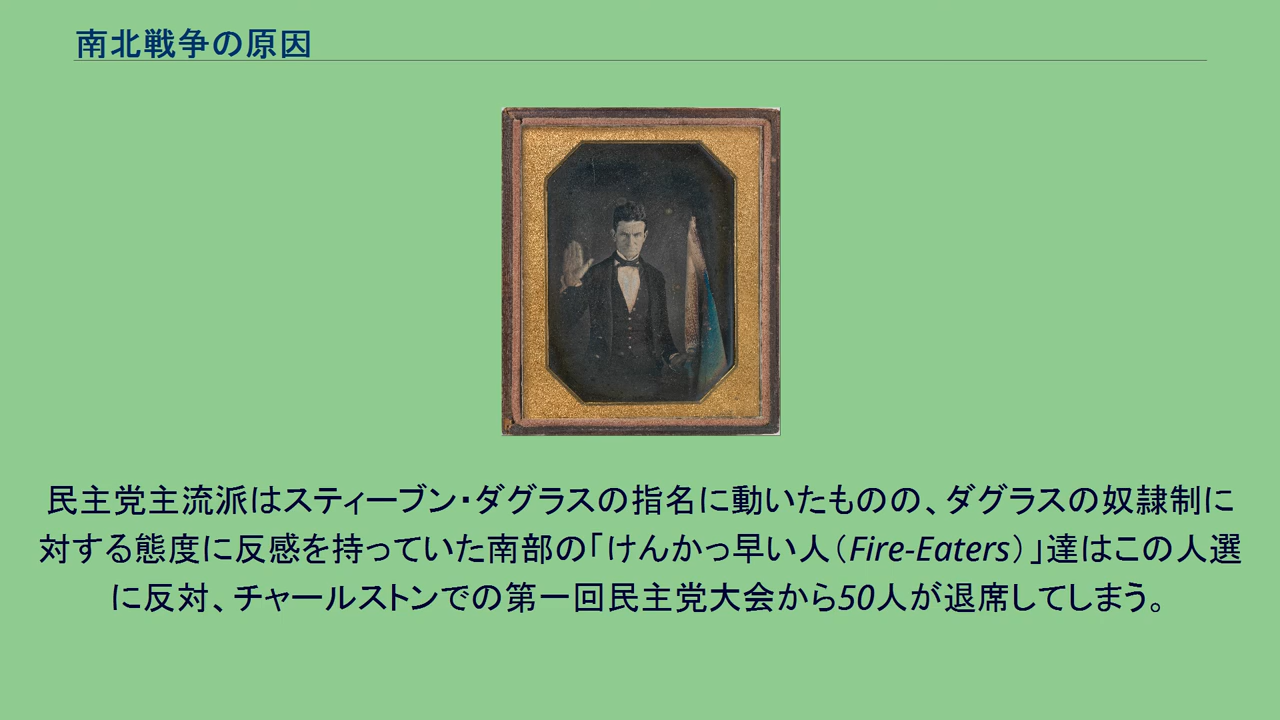 南北戦争の原因
民主党主流派はスティーブン・ダグラスの指名に動いたものの、ダグラスの奴隷制に
対する態度に反感を持っていた南部の「けんかっ早い人（Fire-Eaters）」達はこの人選
に反対、チャールストンでの第一回民主党大会から50人が退席してしまう。